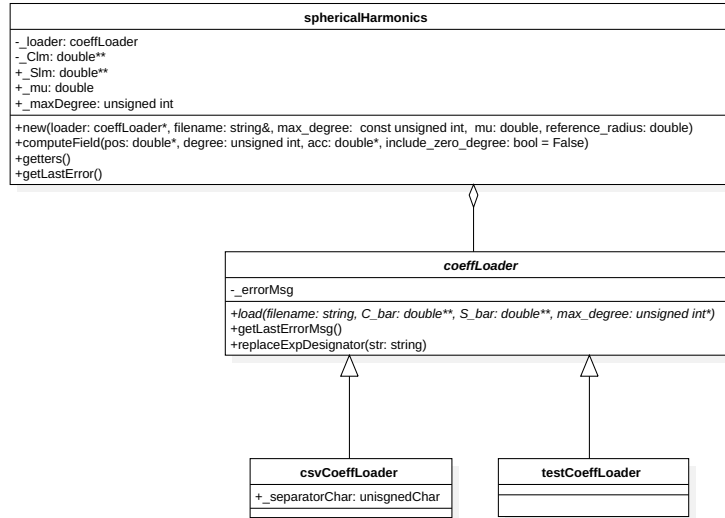 sphericalHarmonics
-_loader: coeffLoader
-_Clm: double**
+_Slm: double**
+_mu: double
+_maxDegree: unsigned int
+new(loader: coeffLoader*, filename: string&, max_degree:  const unsigned int,  mu: double, reference_radius: double)
+computeField(pos: double*, degree: unsigned int, acc: double*, include_zero_degree: bool = False)
+getters()
+getLastError()
coeffLoader
-_errorMsg
+load(filename: string, C_bar: double**, S_bar: double**, max_degree: unsigned int*)
+getLastErrorMsg()
+replaceExpDesignator(str: string)
csvCoeffLoader
+_separatorChar: unisgnedChar
testCoeffLoader